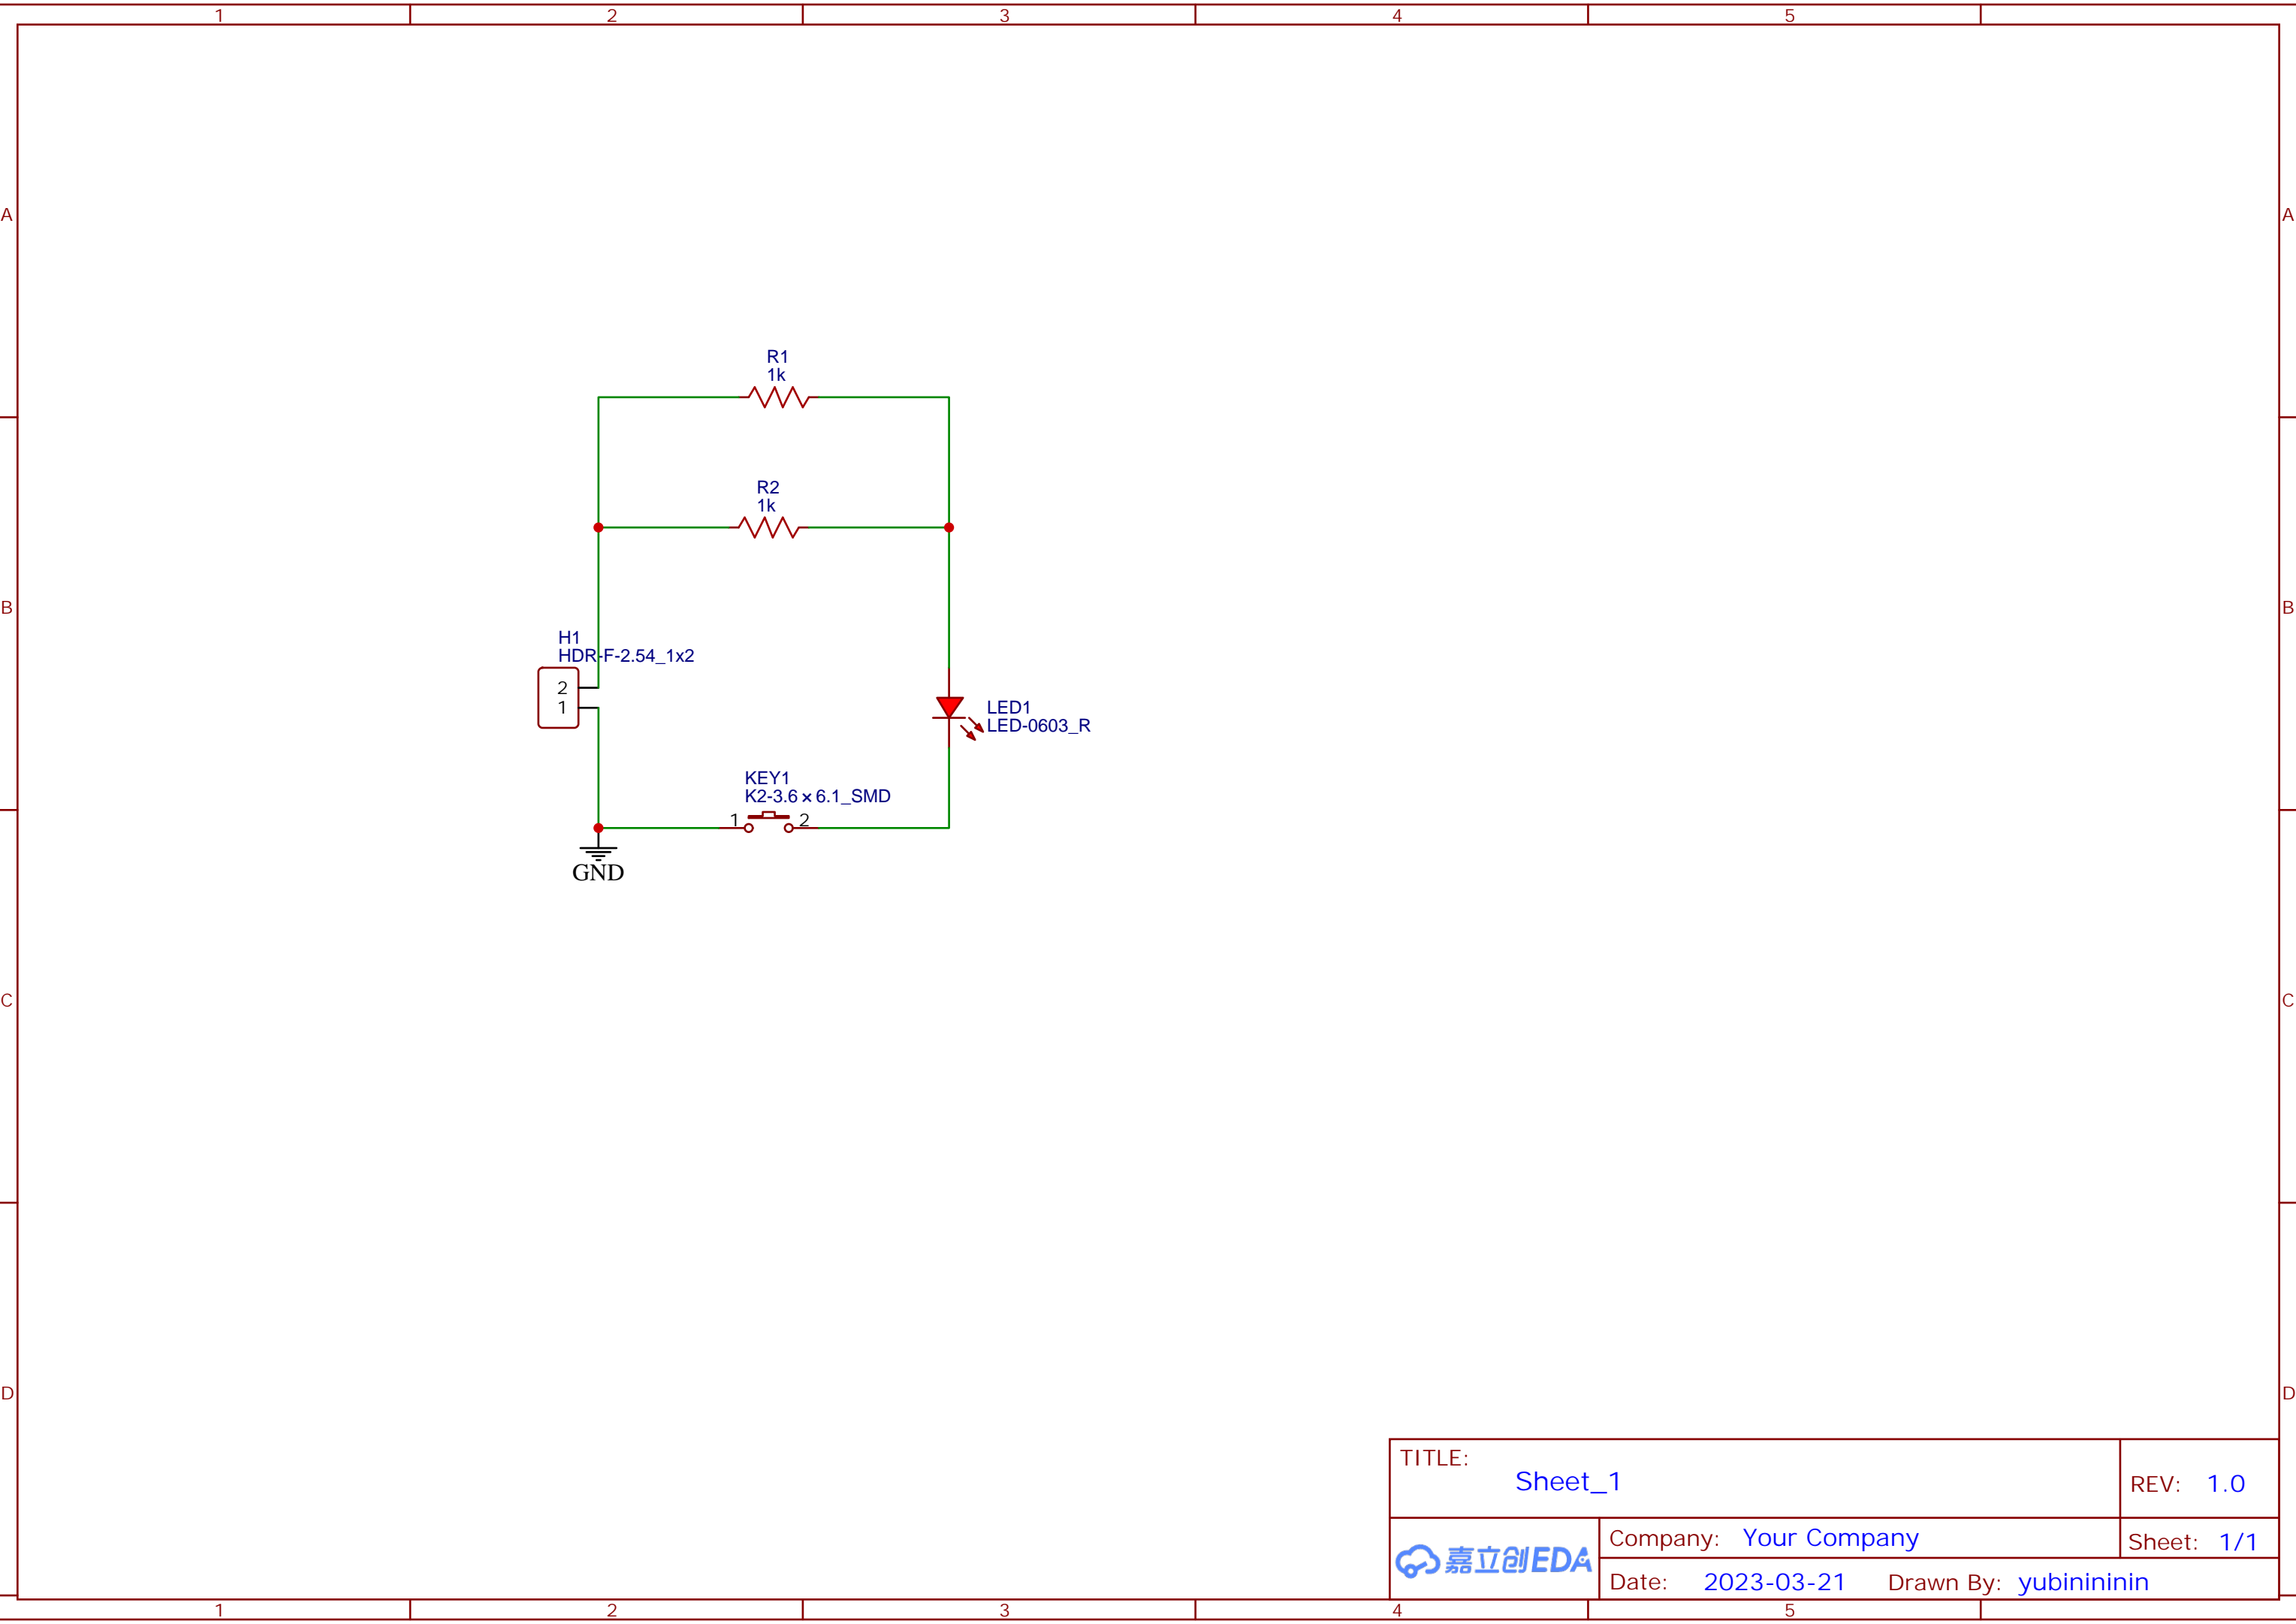 1 2 3 4 5
A A
R1
1k
R2
1k
B B
H1
HDR-F-2.54_1x2
2
1
LED1
LED-0603_R
KEY1
K2-3.6×6.1_SMD
1 2
GND
C C
D D
TITLE:
Sheet_1
REV: 1.0
嘉立创EDA
Company: Your Company
Sheet: 1/1
Date: 2023-03-21 Drawn By: yubinininin
1 2 3 4 5